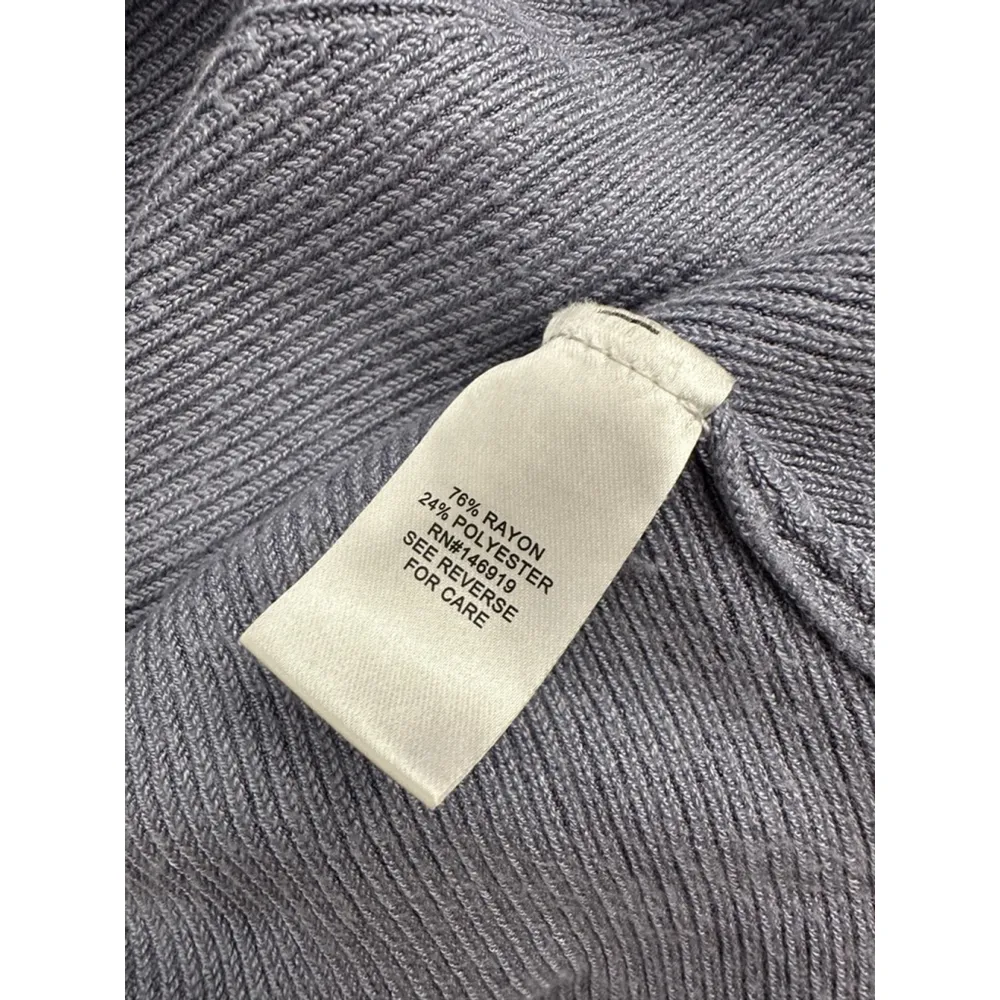 76% RAYON
24% POLYESTER
RN#146919
SEE REVERSE
FOR CARE